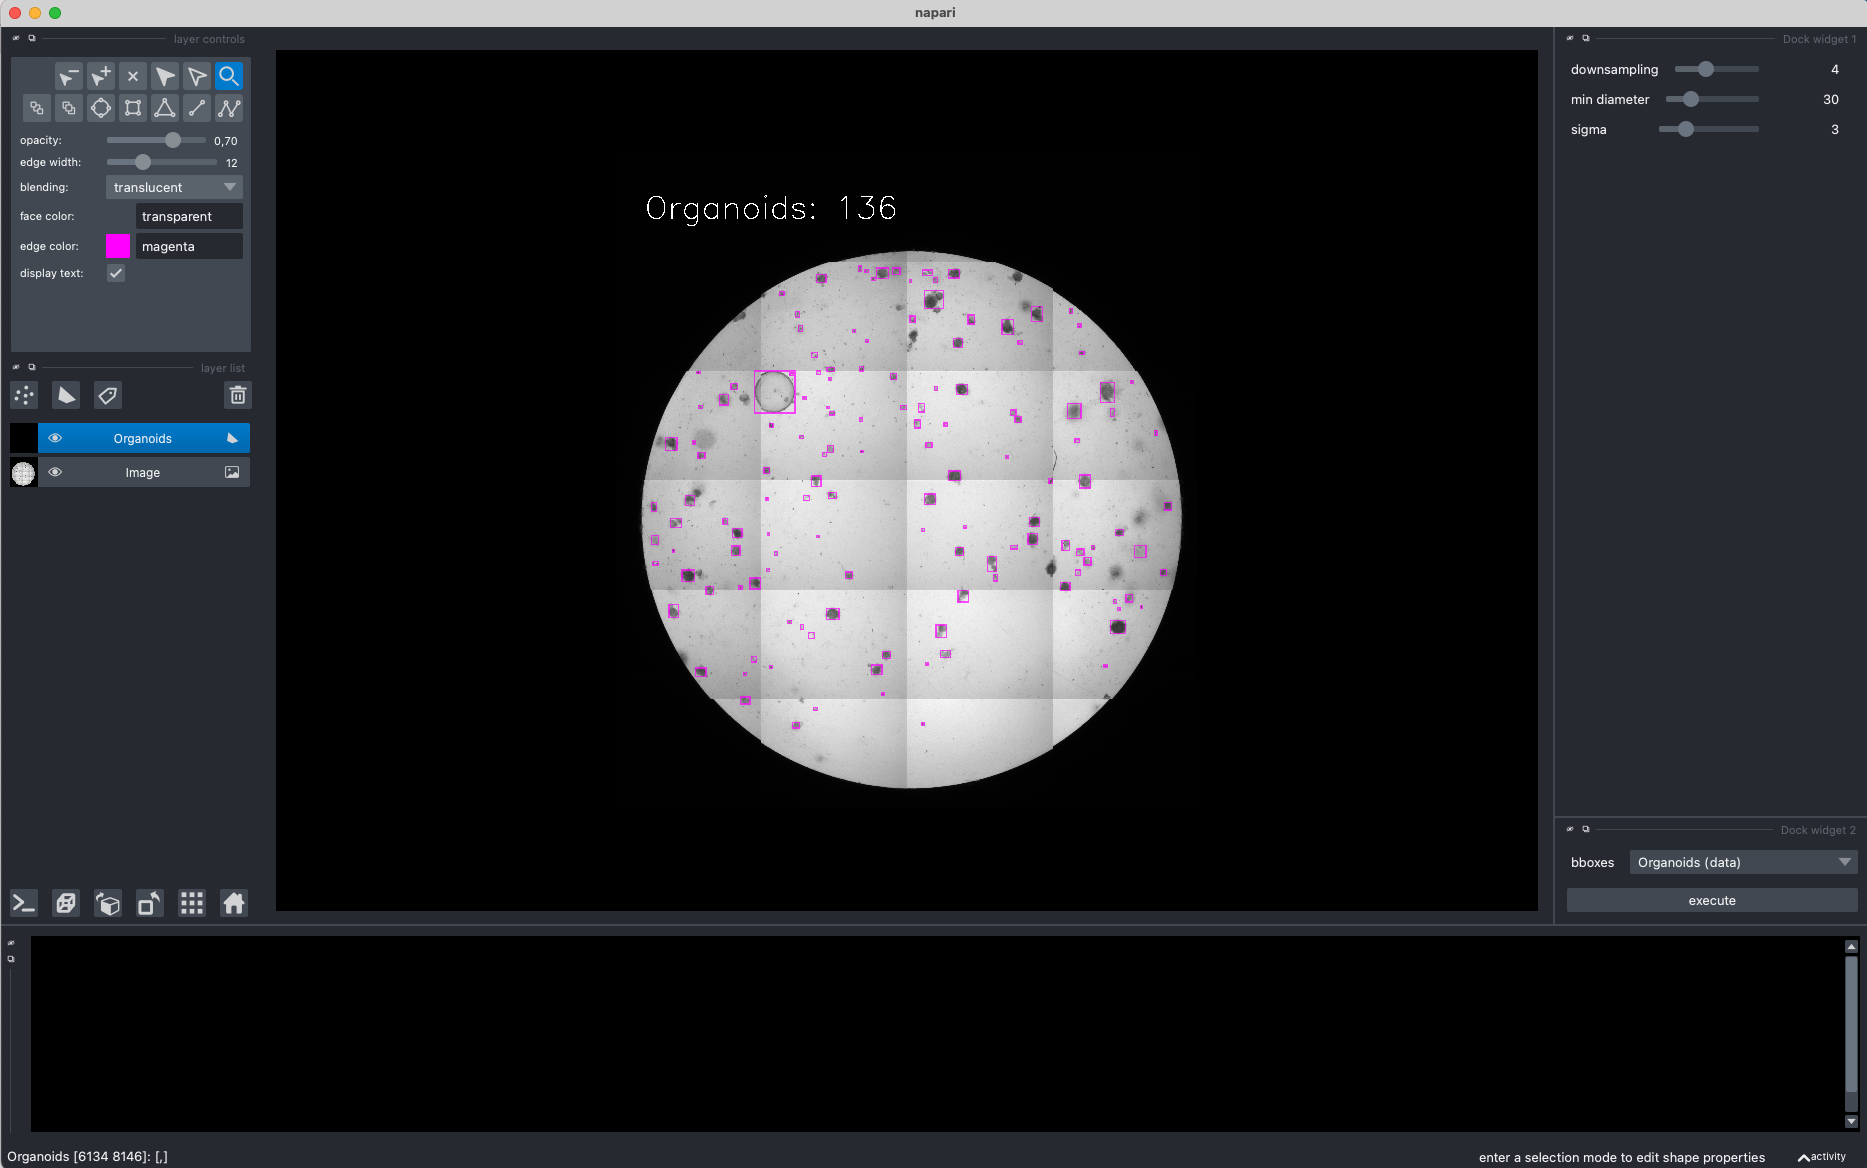 napari
layer controls
opacity:
0,70
edge width:
12
blending:
translucent
face color:
transparent
edge color:
magenta
display text:
layer list
Organoids
Image
Organoids: 136
Dock widget 1
downsampling
4
min diameter
30
sigma
3
Dock widget 2
bboxes
Organoids (data)
execute
Organoids [6134 8146]: [,]
enter a selection mode to edit shape properties
activity